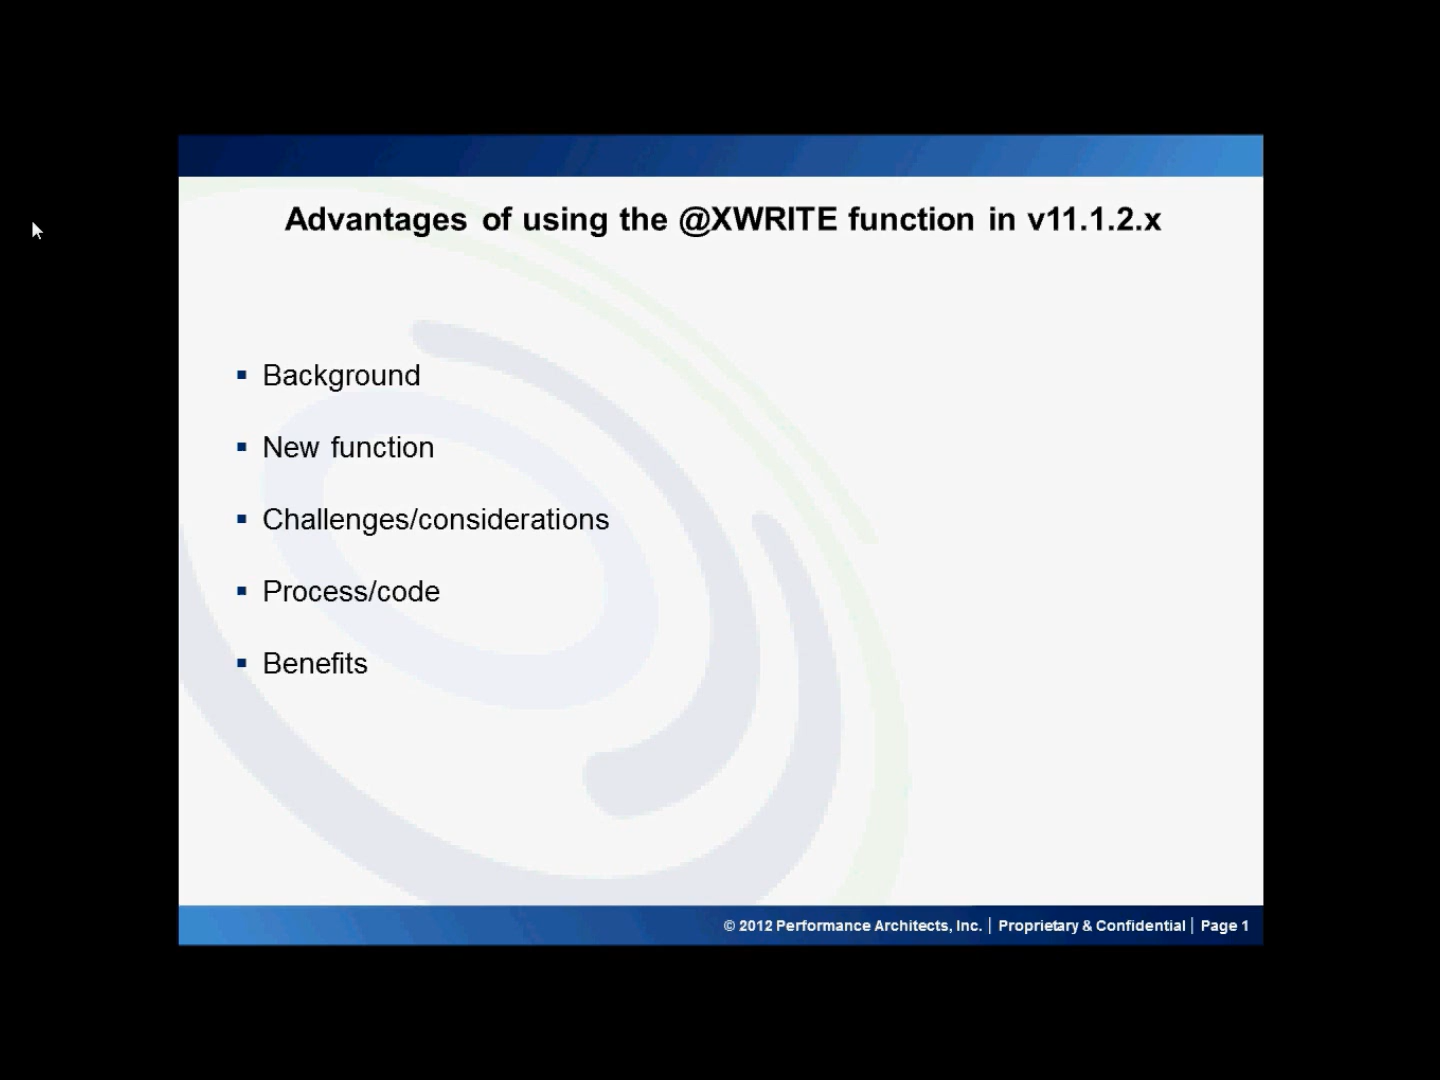 Advantages of using the @XWRITE function in v11.1.2.x
▪ Background
▪ New function
▪ Challenges/considerations
▪ Process/code
▪ Benefits
© 2012 Performance Architects, Inc. | Proprietary & Confidential | Page 1